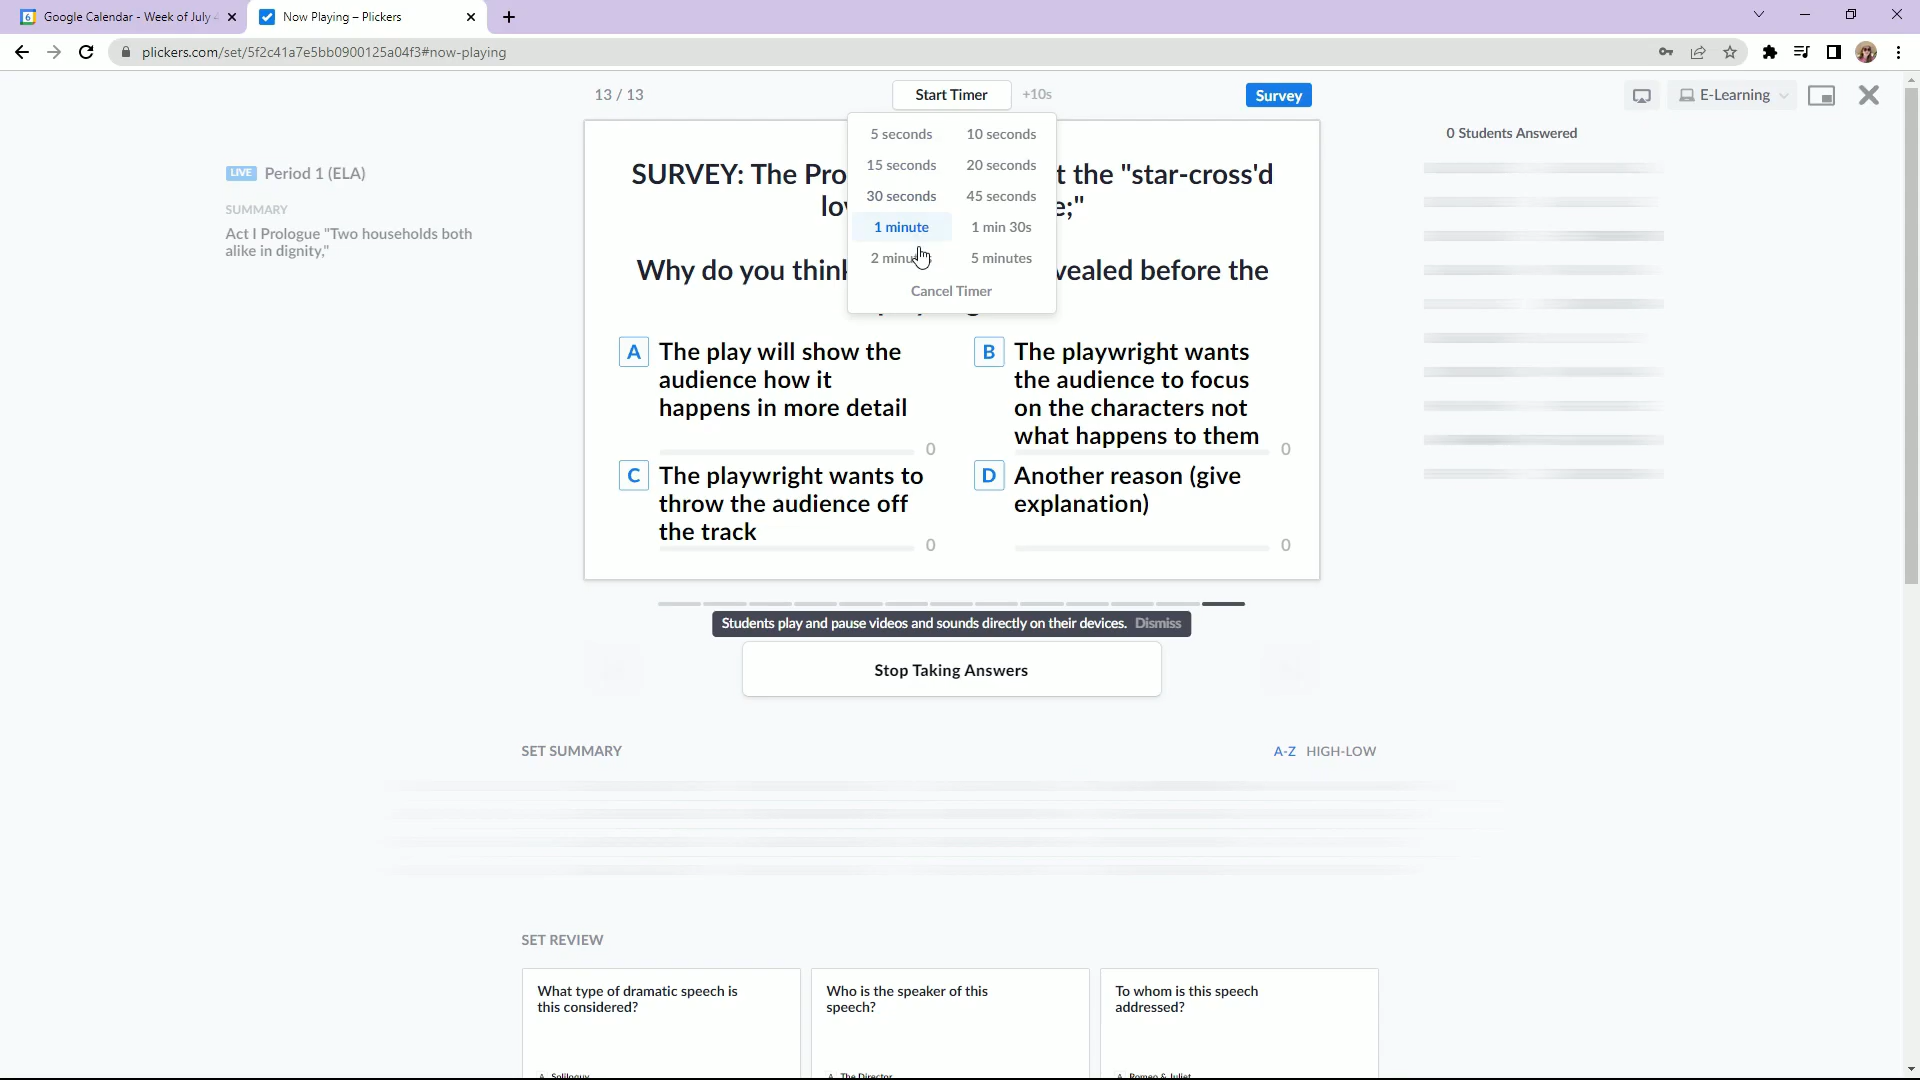 Google Calendar - Week of July
Now Playing – Plickers
plickers.com/set/5f2c41a7e5bb0900125a04f3#now-playing
13 / 13
Start Timer
+10s
Survey
E-Learning
0 Students Answered
5 seconds 10 seconds
15 seconds 20 seconds
30 seconds 45 seconds
1 minute 1 min 30s
5 minutes
Cancel Timer
LIVE Period 1 (ELA)
SUMMARY
Act I Prologue "Two households both
alike in dignity,"
SURVEY: The the "star-cross'd
Why do you before the
A The play will show the
audience how it
happens in more detail
0
B The playwright wants
the audience to focus
on the characters not
what happens to them
0
C The playwright wants to
throw the audience off
the track
0
D Another reason (give
explanation)
0
Students play and pause videos and sounds directly on their devices. Dismiss
Stop Taking Answers
SET SUMMARY
A-Z HIGH-LOW
SET REVIEW
What type of dramatic speech is
this considered?
Who is the speaker of this
speech?
To whom is this speech
addressed?